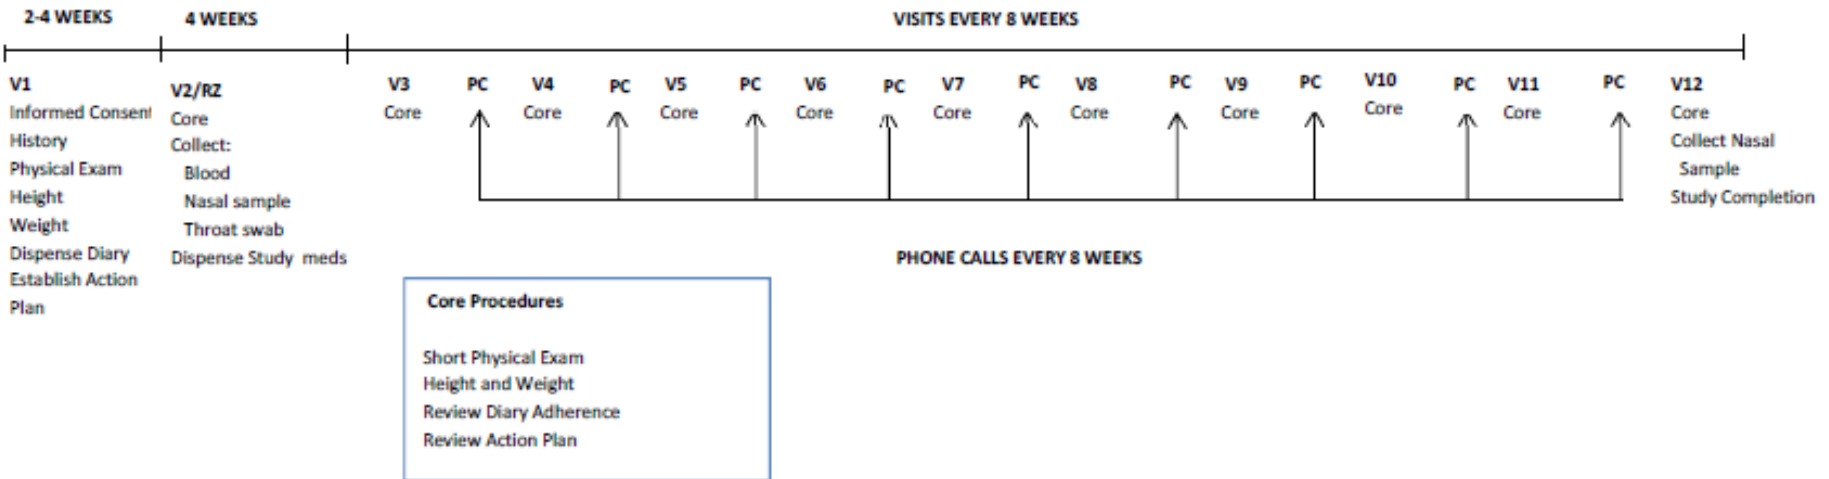 2-4 WEEKS
4 WEEKS
VISITS EVERY 8 WEEKS
V1
Informed Consent
History
Physical Exam
Height
Weight
Dispense Diary
Establish Action
Plan
V2/RZ
Core
Collect:
Blood
Nasal sample
Throat swab
Dispense Study meds
V3
Core
PC
V4
Core
PC
V5
Core
PC
V6
Core
PC
V7
Core
PC
V8
Core
PC
V9
Core
PC
V10
Core
PC
V11
Core
PC
V12
Core
Collect Nasal
Sample
Study Completion
PHONE CALLS EVERY 8 WEEKS
Core Procedures
Short Physical Exam
Height and Weight
Review Diary Adherence
Review Action Plan